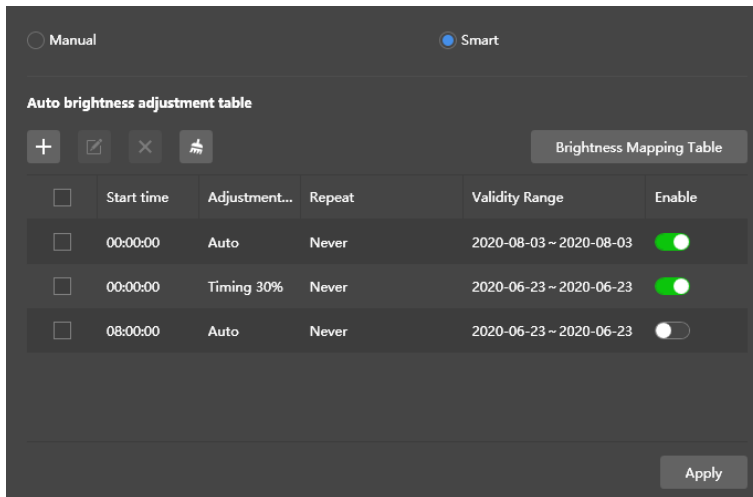 Manual Smart
Auto brightness adjustment table
Brightness Mapping Table
Start time Adjustment... Repeat Validity Range Enable
00:00:00 Auto Never 2020-08-03 ~ 2020-08-03
00:00:00 Timing 30% Never 2020-06-23 ~ 2020-06-23
08:00:00 Auto Never 2020-06-23 ~ 2020-06-23
Apply